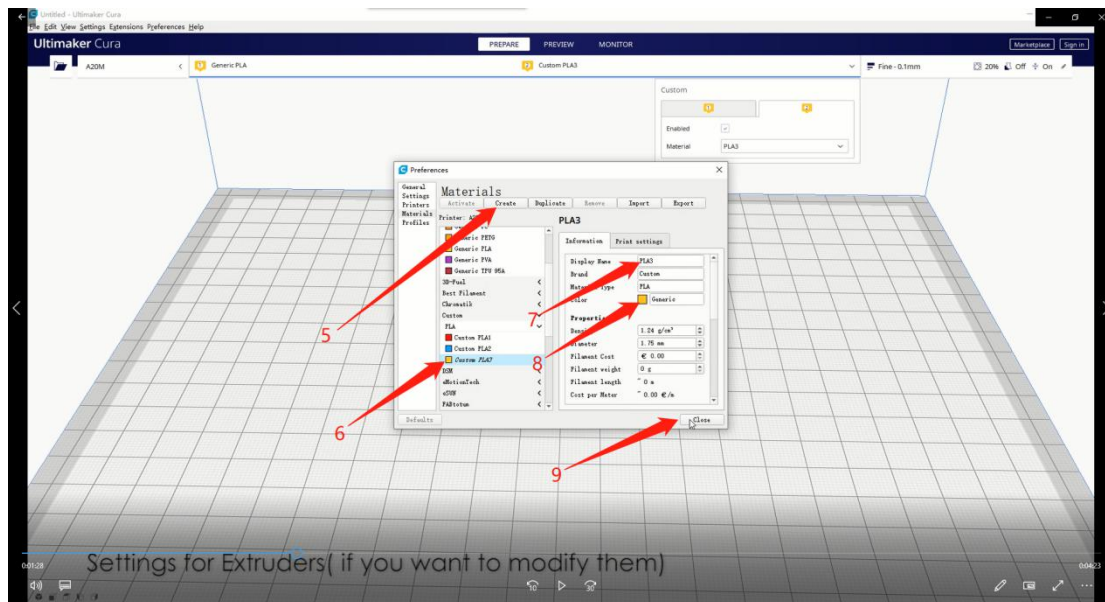 Untitled - Ultimaker Cura
File Edit View Settings Extensions Preferences Help
Ultimaker Cura
PREPARE PREVIEW MONITOR
Marketplace Sign in
A20M
Generic PLA
Custom PLA3
Fine - 0.1mm
20% Off On
Custom
Enabled
Material PLA3
Preferences
General
Settings
Printers
Materials
Profiles
Materials
Activate Create Duplicate Remove Import Export
Printer:
Generic PETG
Generic PLA
Generic PVA
Generic TPU 95A
3D-Fuel
Best Filament
Chromatik
Custom
PLA
Custom PLA1
Custom PLA2
Custom PLA3
DSM
eMotionTech
eSUN
FABtotum
PLA3
Information Print settings
Display Name PLA3
Brand Custom
Type PLA
Color Generic
Properties
Density 1.24 g/cm³
Diameter 1.75 mm
Filament Cost € 0.00
Filament weight 0 g
Filament length ~ 0 m
Cost per Meter ~ 0.00 €/m
Defaults
Close
5
6
7
8
9
Settings for Extruders( if you want to modify them)
0:01:28
0:04:23
10
30